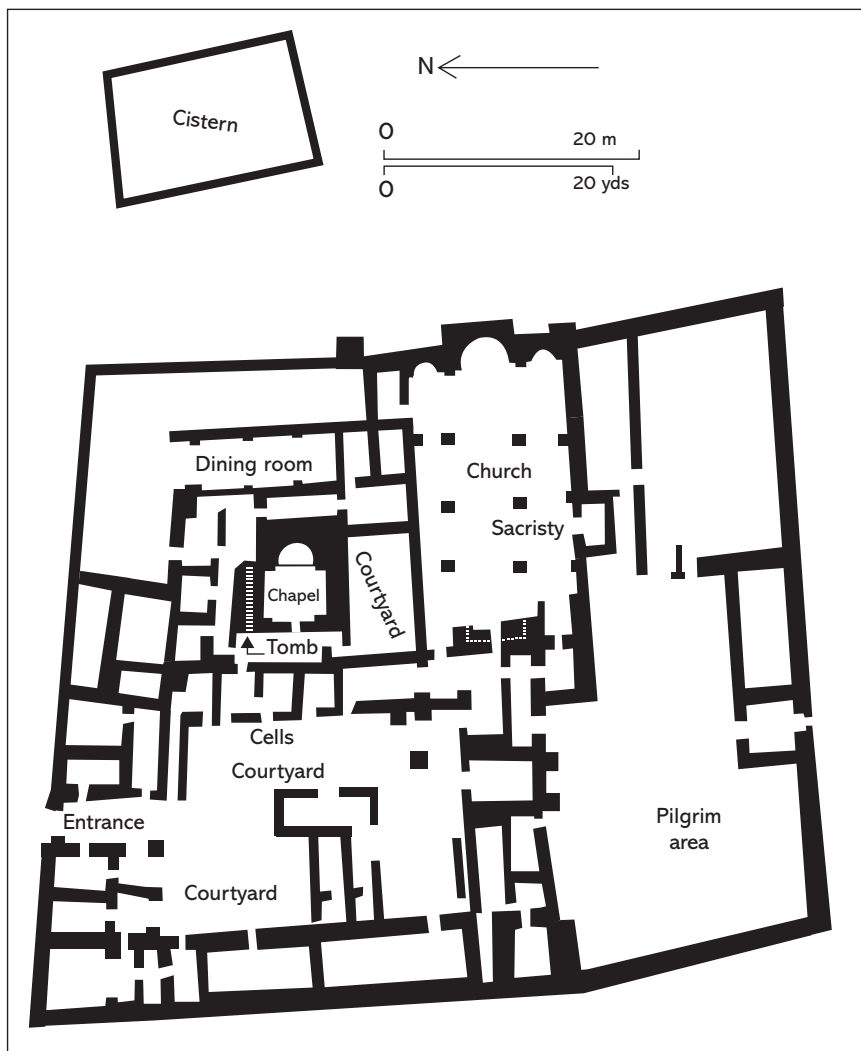 Cistern
N
0
20 m
0
20 yds
Dining room
Church
Sacristy
Courtyard
Chapel
Tomb
Cells
Courtyard
Entrance
Pilgrim
area
Courtyard